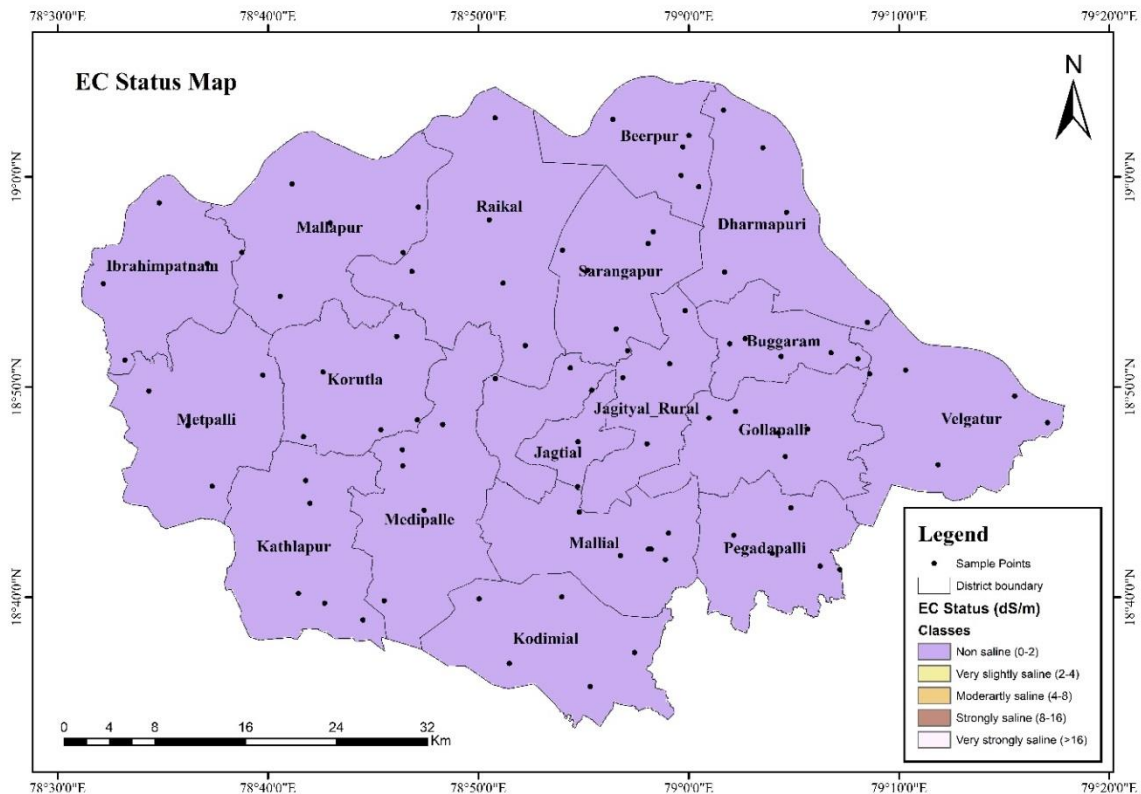 78°30'0"E 78°40'0"E 78°50'0"E 79°0'0"E 79°10'0"E 79°20'0"E
EC Status Map
N
19°0'0"N
18°50'0"N
18°40'0"N
19°0'0"N
18°50'0"N
18°40'0"N
Beerpur
Raikal
Mallapur
Dharmapuri
Ibrahimpatnam
Sarangapur
Buggaram
Korutla
Jagityal_Rural
Metpalli
Gollapalli
Velgatur
Jagtial
Medipalle
Kathlapur
Mallial
Pegadapalli
Kodimial
Legend
Sample Points
District boundary
EC Status (dS/m)
Classes
Non saline (0-2)
Very slightly saline (2-4)
Moderartly saline (4-8)
Strongly saline (8-16)
Very strongly saline (>16)
0 4 8 16 24 32
Km
78°30'0"E 78°40'0"E 78°50'0"E 79°0'0"E 79°10'0"E 79°20'0"E